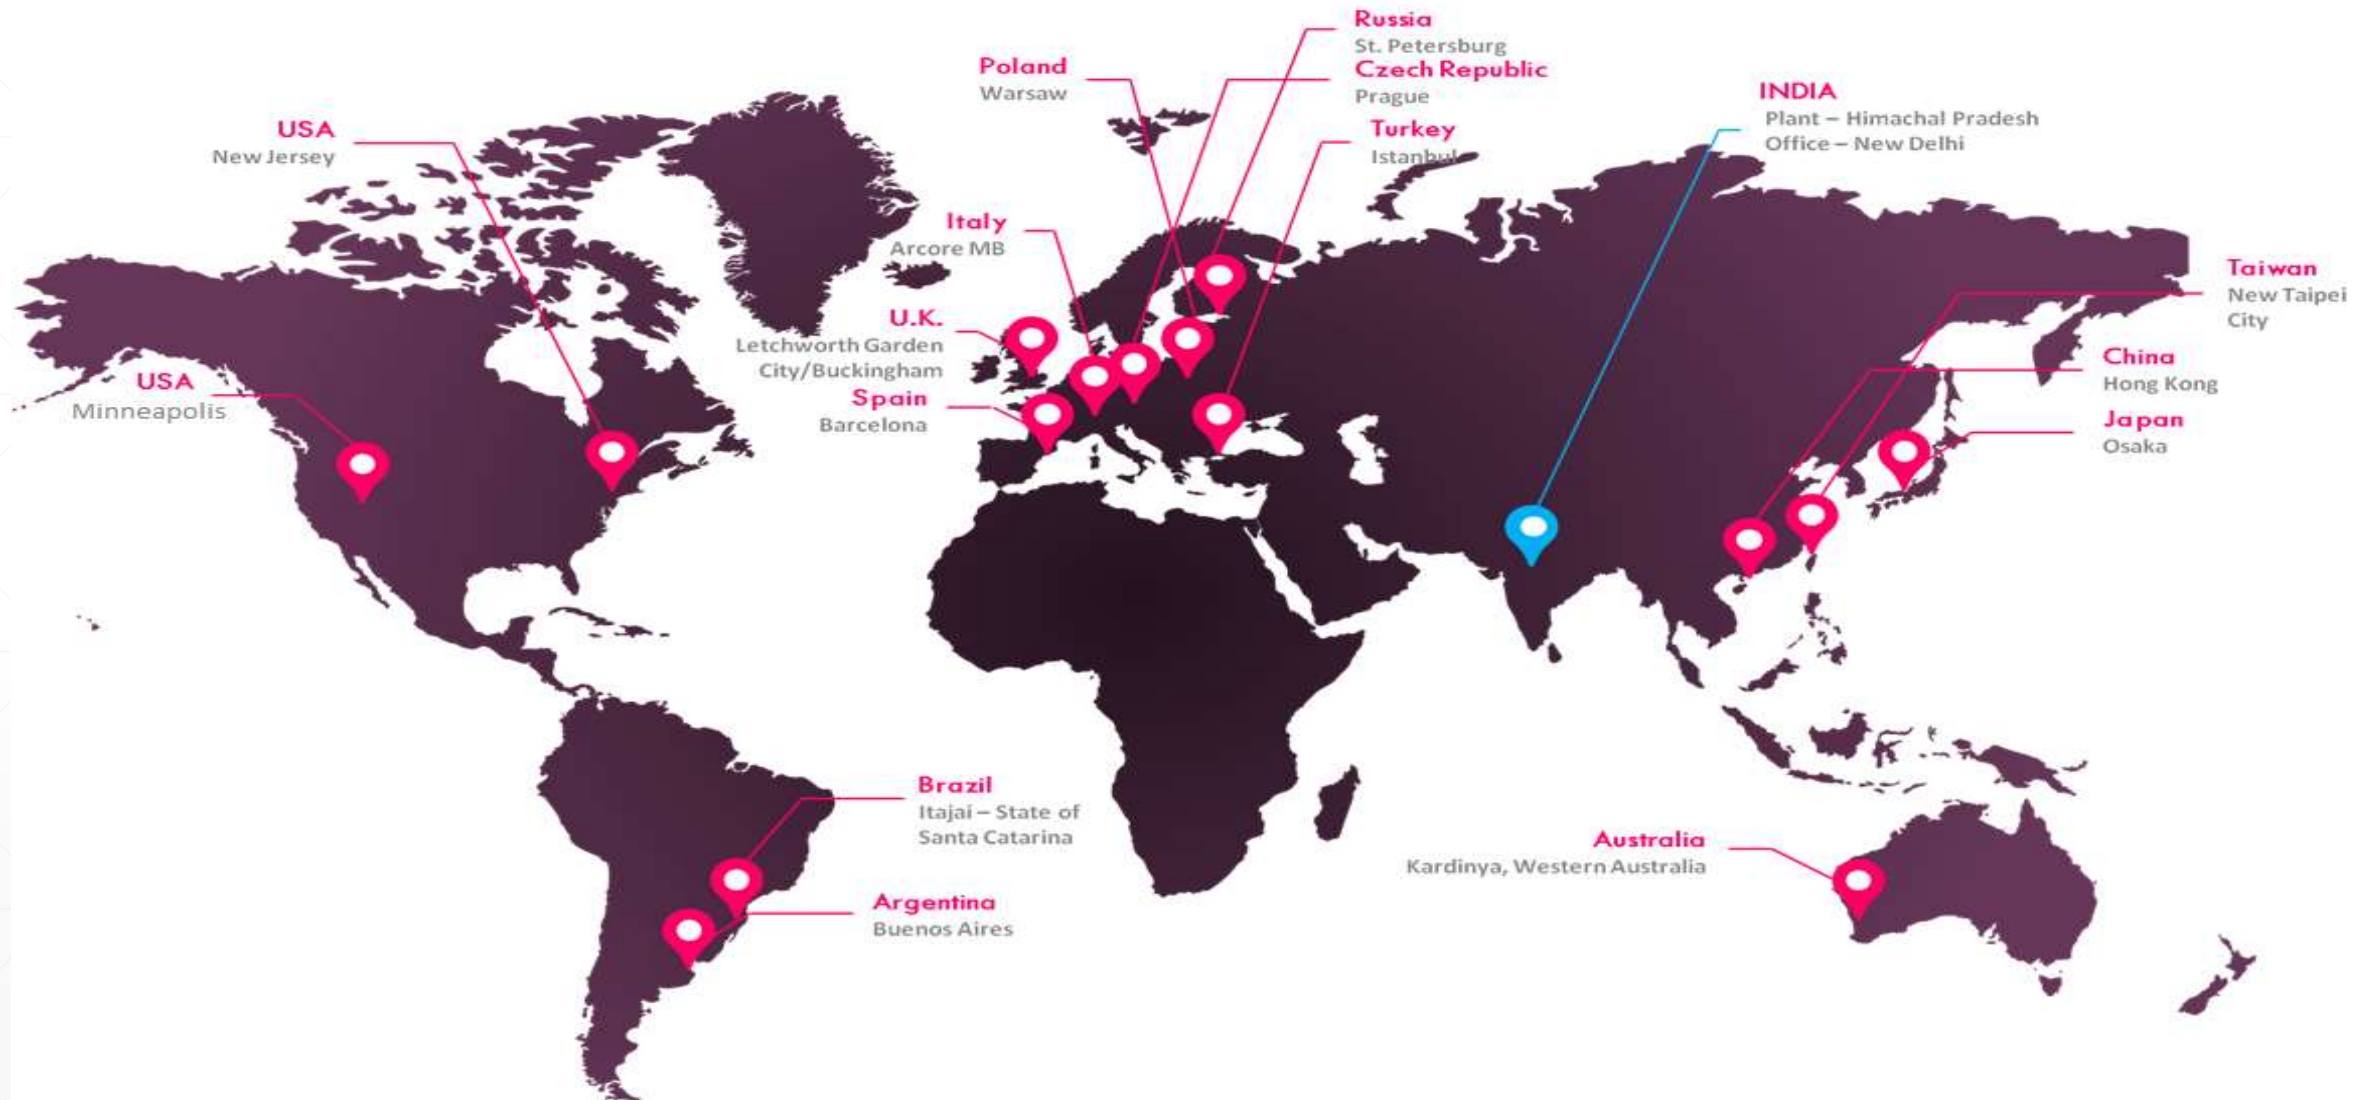 Russia
St. Petersburg
Czech Republic
Prague
Poland
Warsaw
INDIA
Plant – Himachal Pradesh
Office – New Delhi
USA
New Jersey
Turkey
Istanbul
Italy
Arcore MB
Taiwan
New Taipei
City
U.K.
Letchworth Garden
City/Buckingham
China
Hong Kong
USA
Minneapolis
Spain
Barcelona
Japan
Osaka
Brazil
Itajai – State of
Santa Catarina
Australia
Kardinya, Western Australia
Argentina
Buenos Aires